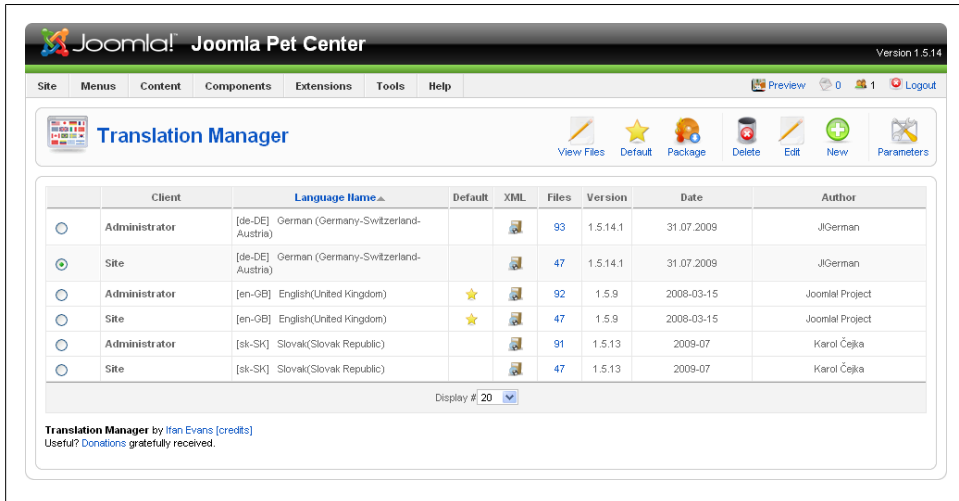 Joomla! Joomla Pet Center
Version 1.5.14
Site Menus Content Components Extensions Tools Help Preview 0 1 Logout
Translation Manager
View Files Default Package Delete Edit New Parameters
Client Language Name Default XML Files Version Date Author
Administrator [de-DE] German (Germany-Switzerland-Austria) 93 1.5.14.1 31.07.2009 J!German
Site [de-DE] German (Germany-Switzerland-Austria) 47 1.5.14.1 31.07.2009 J!German
Administrator [en-GB] English(United Kingdom) 92 1.5.9 2008-03-15 Joomla! Project
Site [en-GB] English(United Kingdom) 47 1.5.9 2008-03-15 Joomla! Project
Administrator [sk-SK] Slovak(Slovak Republic) 91 1.5.13 2009-07 Karol Čejka
Site [sk-SK] Slovak(Slovak Republic) 47 1.5.13 2009-07 Karol Čejka
Display # 20
Translation Manager by Ifan Evans [credits]
Useful? Donations gratefully received.